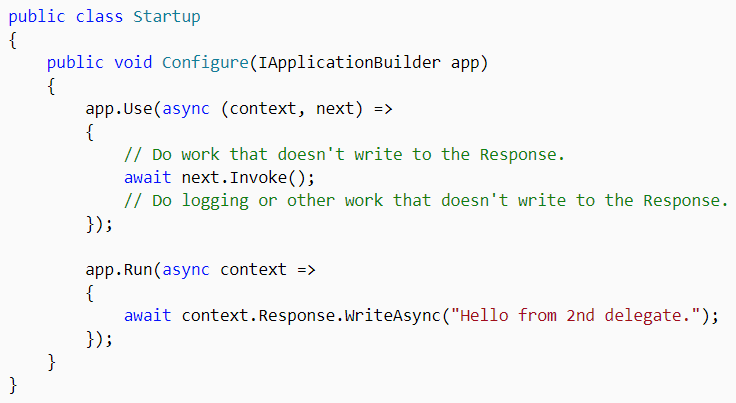 public class Startup
{
    public void Configure(IApplicationBuilder app)
    {
        app.Use(async (context, next) =>
        {
            // Do work that doesn't write to the Response.
            await next.Invoke();
            // Do logging or other work that doesn't write to the Response.
        });

        app.Run(async context =>
        {
            await context.Response.WriteAsync("Hello from 2nd delegate.");
        });
    }
}